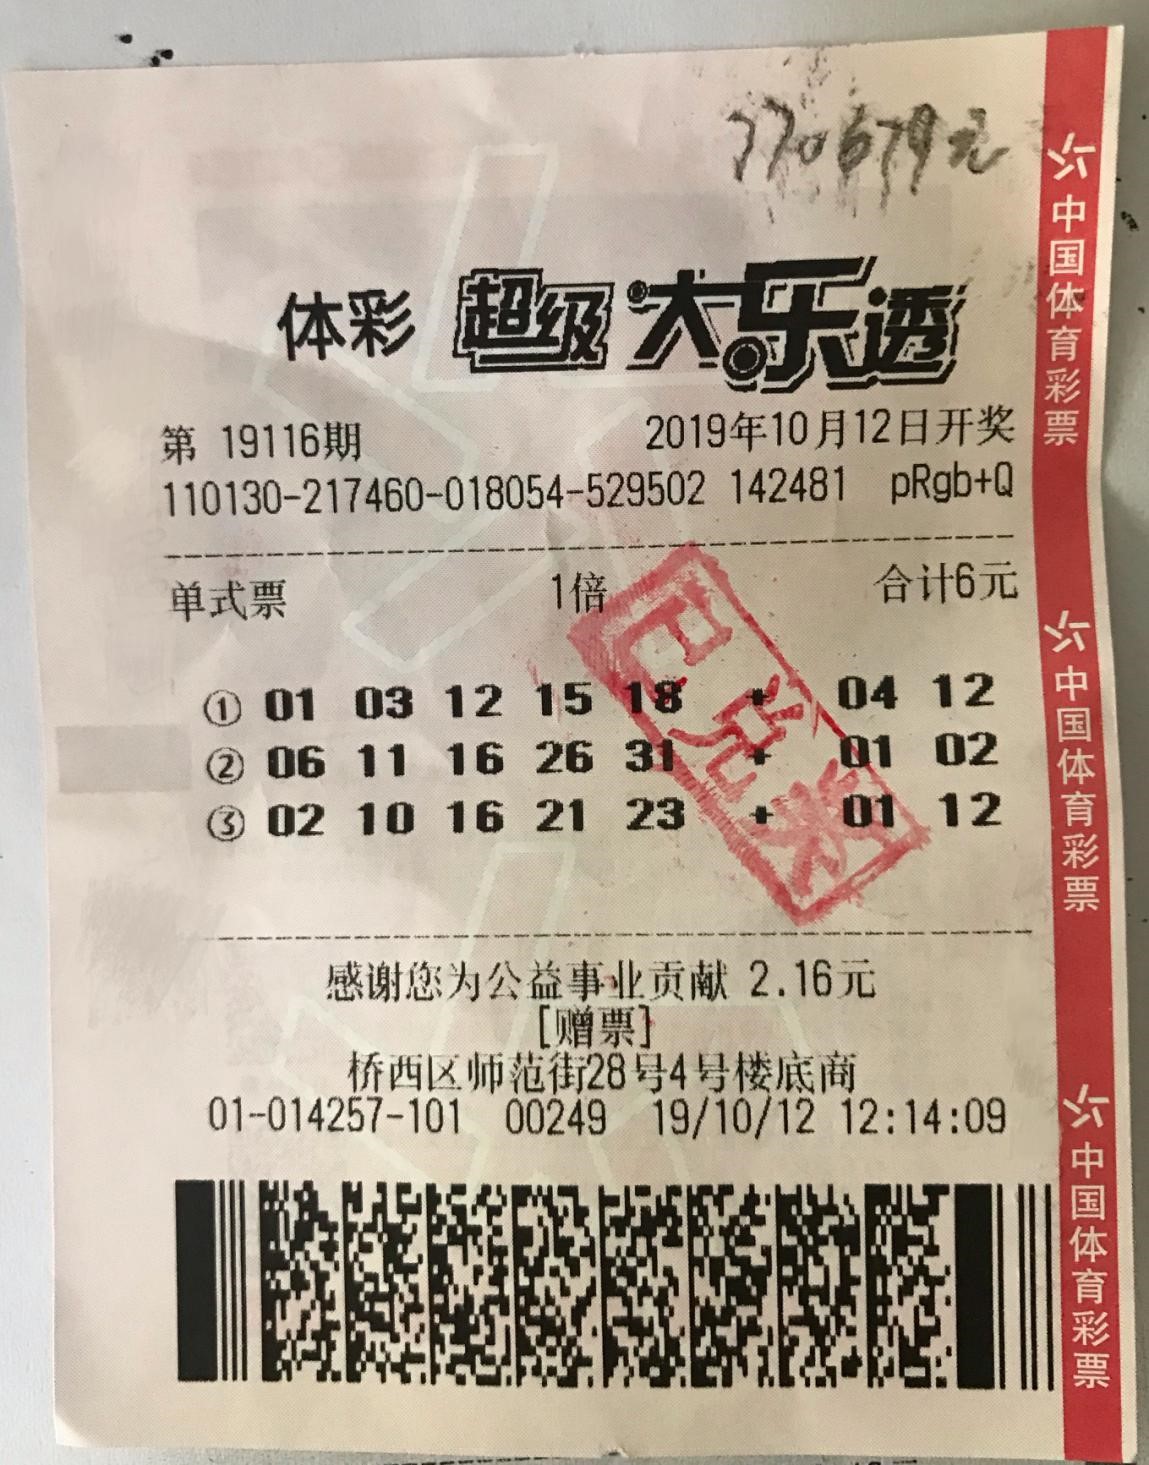 770679元
体彩 超级大乐透
第 19116期 2019年10月12日开奖
110130-217460-018054-529502 142481 pRgb+Q
单式票 1倍 合计6元
① 01 03 12 15 18 + 04 12
② 06 11 16 26 31 + 01 02
③ 02 10 16 21 23 + 01 12
已兑奖
感谢您为公益事业贡献 2.16元
[赠票]
桥西区师范街28号4号楼底商
01-014257-101 00249 19/10/12 12:14:09
中国体育彩票
中国体育彩票
中国体育彩票